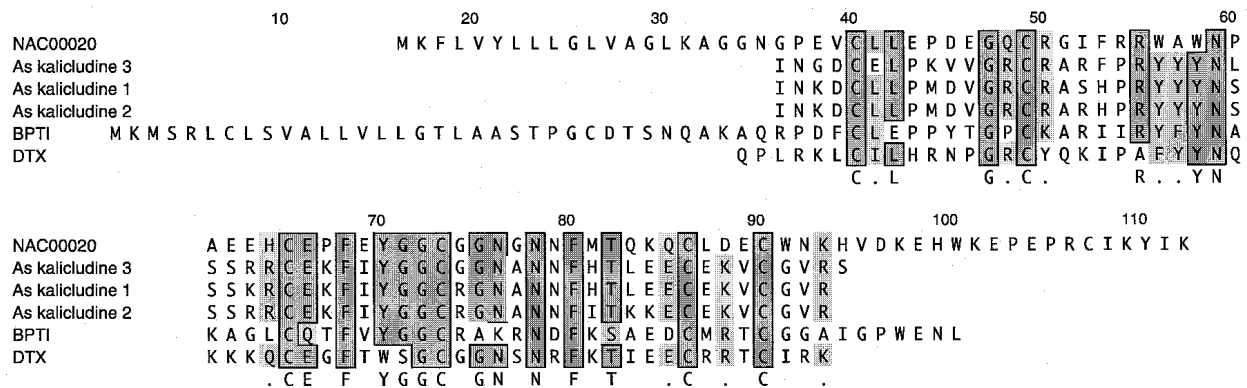 10 20 30 40 50 60
NAC00020 M K F L V Y L L L G L V A G L K A G G N G P E V C L L E P D E G Q C R G I F R R W A W N P
As kalicludine 3 I N G D C E L P K V V G R C R A R F P R Y Y Y N L
As kalicludine 1 I N K D C L L P M D V G R C R A S H P R Y Y Y N S
As kalicludine 2 I N K D C L L P M D V G R C R A R H P R Y Y Y N S
BPTI M K M S R L C L S V A L L V L L G T L A A S T P G C D T S N Q A K A Q R P D F C L E P P Y T G P C K A R I I R Y F Y N A
DTX Q P L R K L C I L H R N P G R C Y Q K I P A F Y Y N Q
C . L G . C . R . . Y N
70 80 90 100 110
NAC00020 A E E H C E P F E Y G G C G G N G N N F M T Q K Q C L D E C W N K H V D K E H W K E P E P R C I K Y I K
As kalicludine 3 S S R R C E K F I Y G G C G G N A N N F H T L E E C E K V C G V R S
As kalicludine 1 S S K R C E K F I Y G G C R G N A N N F H T L E E C E K V C G V R
As kalicludine 2 S S R R C E K F I Y G G C R G N A N N F I T K K E C E K V C G V R
BPTI K A G L C Q T F V Y G G C R A K R N D F K S A E D C M R T C G G A I G P W E N L
DTX K K K Q C E G F T W S G C G G N S N R F K T I E E C R R T C I R K
. C E F Y G G C G N N F T . C . C .